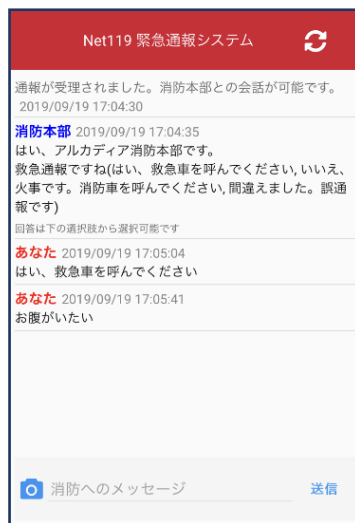 Net119 緊急通報システム
通報が受理されました。消防本部との会話が可能です。
2019/09/19 17:04:30
消防本部 2019/09/19 17:04:35
はい、アルカディア消防本部です。
救急通報ですね(はい、救急車を呼んでください, いいえ、
火事です。消防車を呼んでください, 間違えました。誤通
報です)
回答は下の選択肢から選択可能です
あなた 2019/09/19 17:05:04
はい、救急車を呼んでください
あなた 2019/09/19 17:05:41
お腹がいたい
消防へのメッセージ 送信